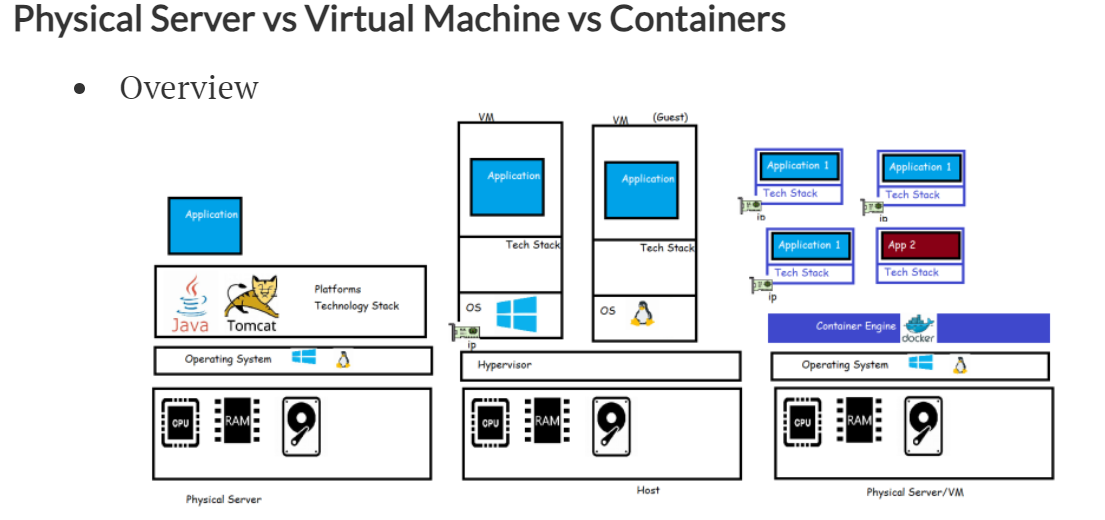 Physical Server vs Virtual Machine vs Containers
Overview
Application
Java
Tomcat
Platforms
Technology Stack
Operating System
CPU
RAM
Physical Server
VM
Application
Tech Stack
OS
ip
VM
(Guest)
Application
Tech Stack
OS
Hypervisor
CPU
RAM
Host
Application 1
Tech Stack
ip
Application 1
Tech Stack
ip
Application 1
Tech Stack
ip
App 2
Tech Stack
Container Engine
docker
Operating System
CPU
RAM
Physical Server/VM